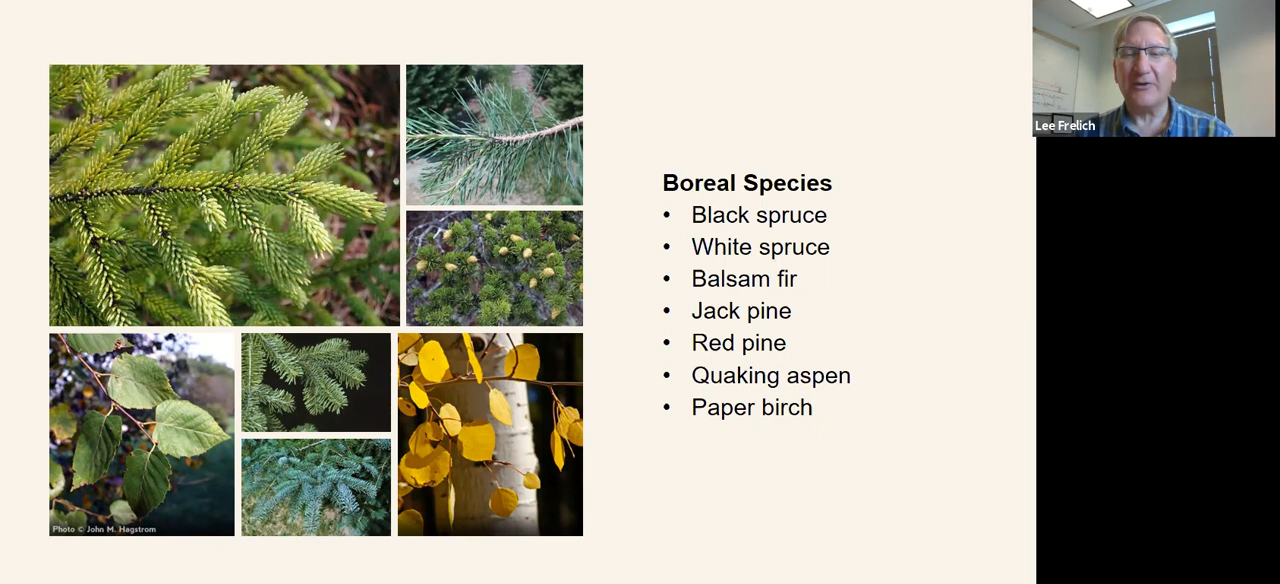 Lee Frelich
Boreal Species
• Black spruce
• White spruce
• Balsam fir
• Jack pine
• Red pine
• Quaking aspen
• Paper birch
Photo © John M. Hagstrom